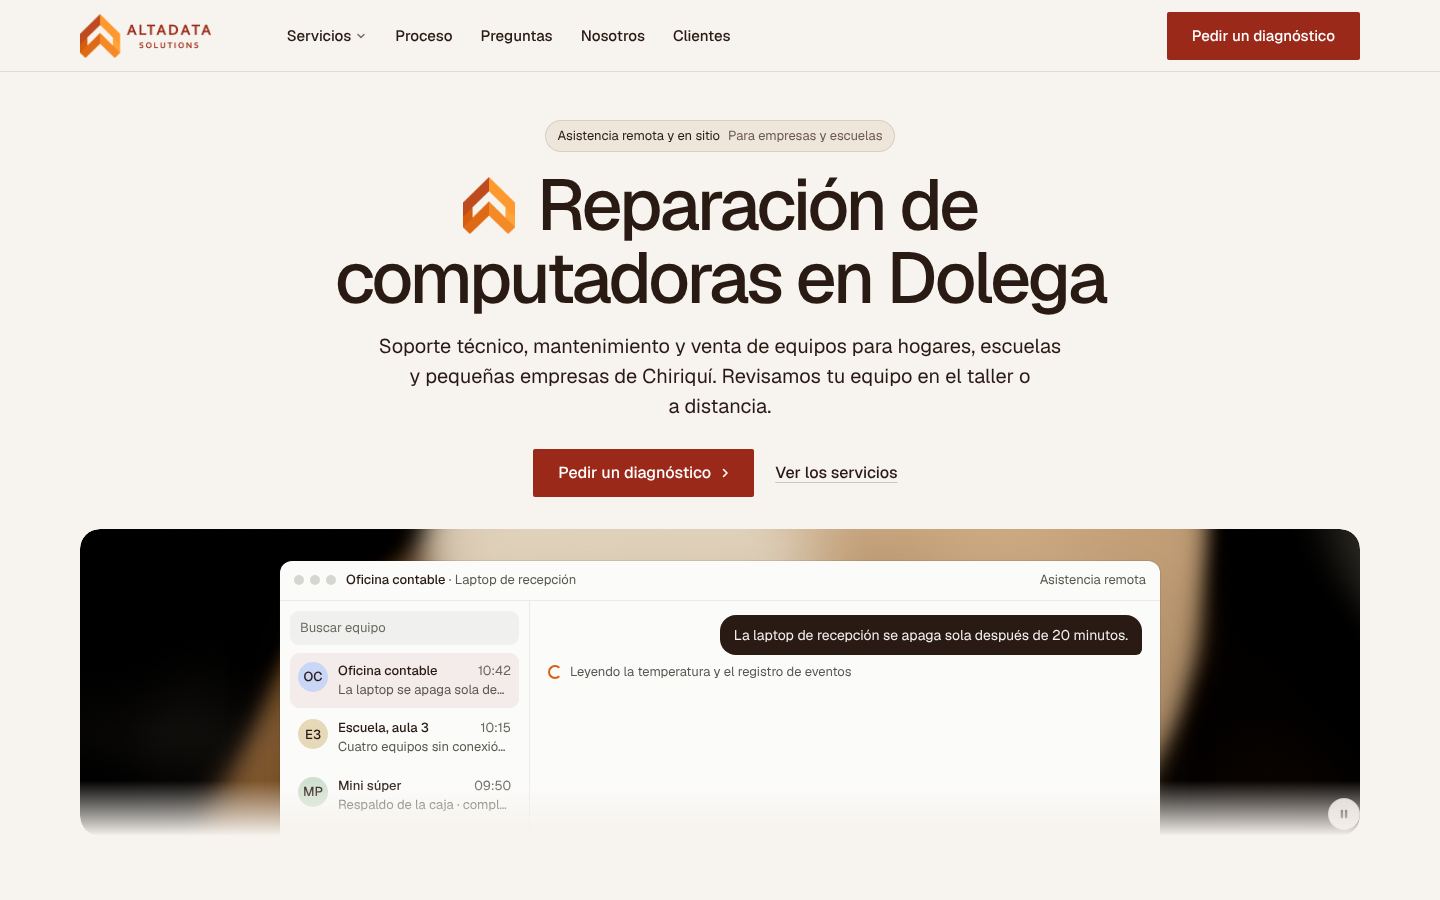 ALTADATA
SOLUTIONS
Servicios
Proceso
Preguntas
Nosotros
Clientes
Pedir un diagnóstico
Asistencia remota y en sitio Para empresas y escuelas
Reparación de
computadoras en Dolega
Soporte técnico, mantenimiento y venta de equipos para hogares, escuelas
y pequeñas empresas de Chiriquí. Revisamos tu equipo en el taller o
a distancia.
Pedir un diagnóstico
Ver los servicios
Oficina contable · Laptop de recepción
Asistencia remota
Buscar equipo
OC
Oficina contable 10:42
La laptop se apaga sola de...
E3
Escuela, aula 3 10:15
Cuatro equipos sin conexió...
MP
Mini súper 09:50
Respaldo de la caja · compl...
La laptop de recepción se apaga sola después de 20 minutos.
Leyendo la temperatura y el registro de eventos